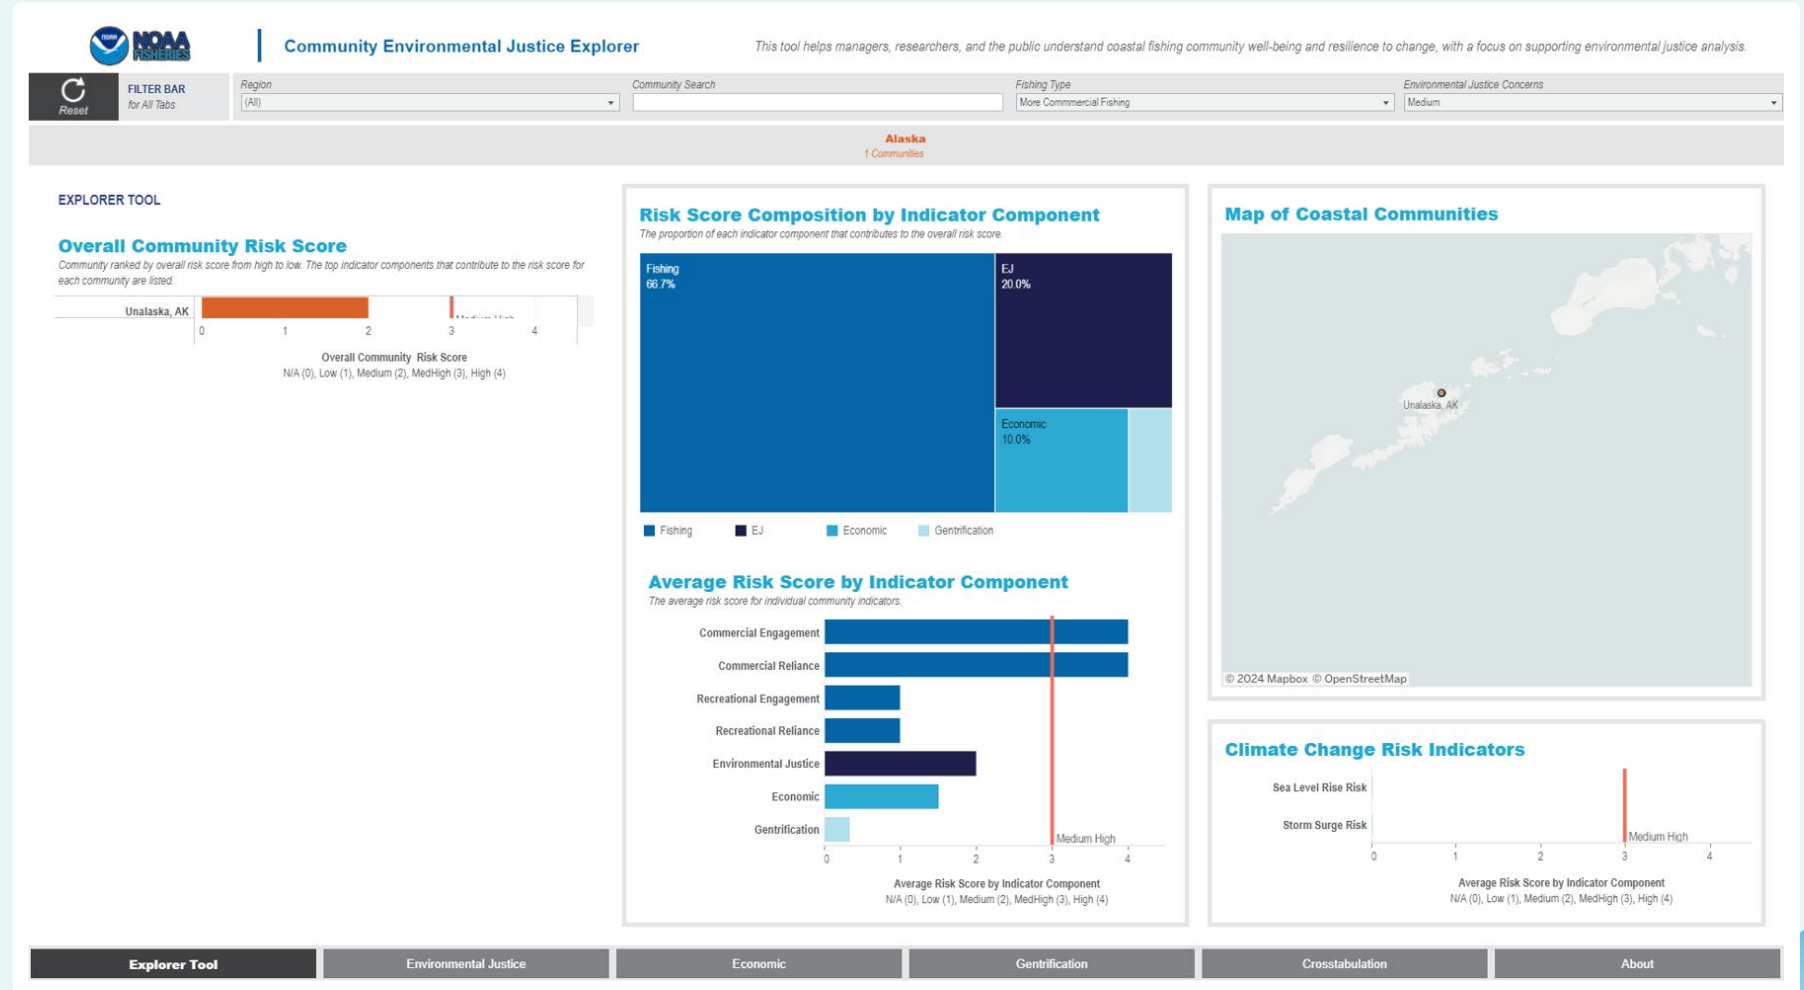 NOAA
NOAA
FISHERIES
Community Environmental Justice Explorer
This tool helps managers, researchers, and the public understand coastal fishing community well-being and resilience to change, with a focus on supporting environmental justice analysis.
Reset
FILTER BAR
for All Tabs
Region
(All)
Community Search
Fishing Type
More Commmercial Fishing
Environmental Justice Concerns
Medium
Alaska
1 Communities
EXPLORER TOOL
Overall Community Risk Score
Community ranked by overall risk score from high to low. The top indicator components that contribute to the risk score for
each community are listed.
Unalaska, AK
Medium High
0 1 2 3 4
Overall Community Risk Score
N/A (0), Low (1), Medium (2), MedHigh (3), High (4)
Risk Score Composition by Indicator Component
The proportion of each indicator component that contributes to the overall risk score.
Fishing
66.7%
EJ
20.0%
Economic
10.0%
Fishing EJ Economic Gentrification
Average Risk Score by Indicator Component
The average risk score for individual community indicators.
Commercial Engagement
Commercial Reliance
Recreational Engagement
Recreational Reliance
Environmental Justice
Economic
Gentrification
Medium High
0 1 2 3 4
Average Risk Score by Indicator Component
N/A (0), Low (1), Medium (2), MedHigh (3), High (4)
Map of Coastal Communities
Unalaska, AK
© 2024 Mapbox © OpenStreetMap
Climate Change Risk Indicators
Sea Level Rise Risk
Storm Surge Risk
Medium High
0 1 2 3 4
Average Risk Score by Indicator Component
N/A (0), Low (1), Medium (2), MedHigh (3), High (4)
Explorer Tool
Environmental Justice
Economic
Gentrification
Crosstabulation
About